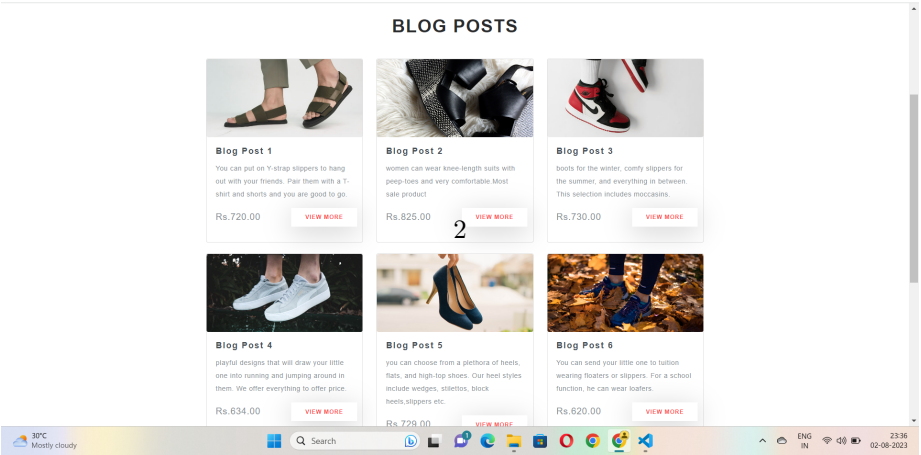 BLOG POSTS
Blog Post 1
You can put on Y-strap slippers to hang
out with your friends. Pair them with a T-
shirt and shorts and you are good to go.
Rs.720.00
VIEW MORE
Blog Post 2
women can wear knee-length suits with
peep-toes and very comfortable.Most
sale product
Rs.825.00
VIEW MORE
Blog Post 3
boots for the winter, comfy slippers for
the summer, and everything in between.
This selection includes moccasins.
Rs.730.00
VIEW MORE
2
Blog Post 4
playful designs that will draw your little
one into running and jumping around in
them. We offer everything to offer price.
Rs.634.00
VIEW MORE
Blog Post 5
you can choose from a plethora of heels,
flats, and high-top shoes. Our heel styles
include wedges, stilettos, block
heels,slippers etc.
Rs.729.00
Blog Post 6
You can send your little one to tuition
wearing floaters or slippers. For a school
function, he can wear loafers.
Rs.620.00
VIEW MORE
30°C
Mostly cloudy
Search
ENG
IN
23:36
02-08-2023